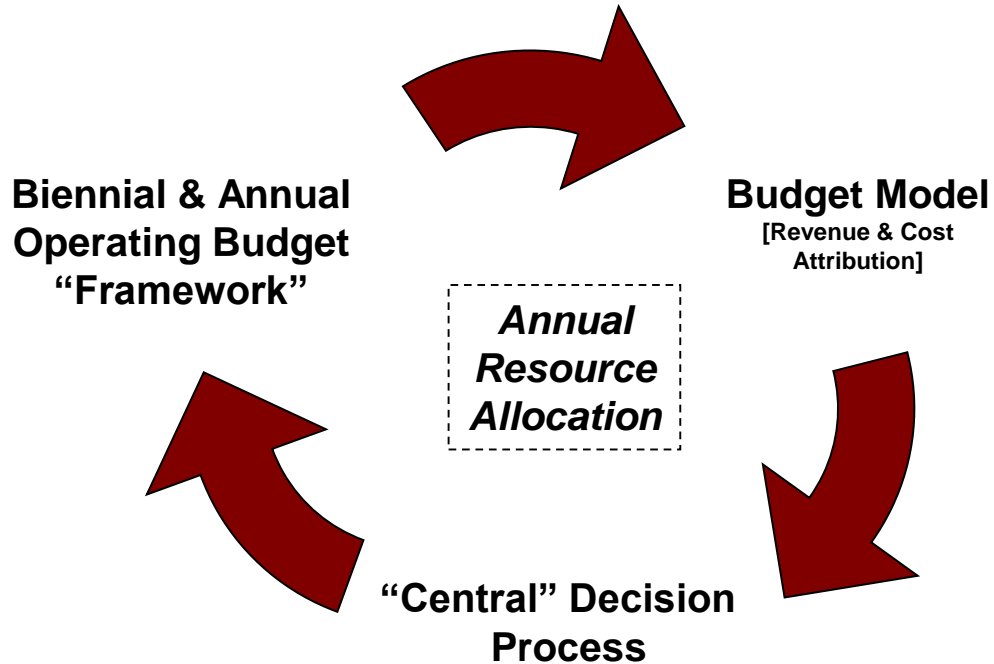 Biennial & Annual
Operating Budget
“Framework”
Budget Model
[Revenue & Cost
Attribution]
Annual
Resource
Allocation
“Central” Decision
Process